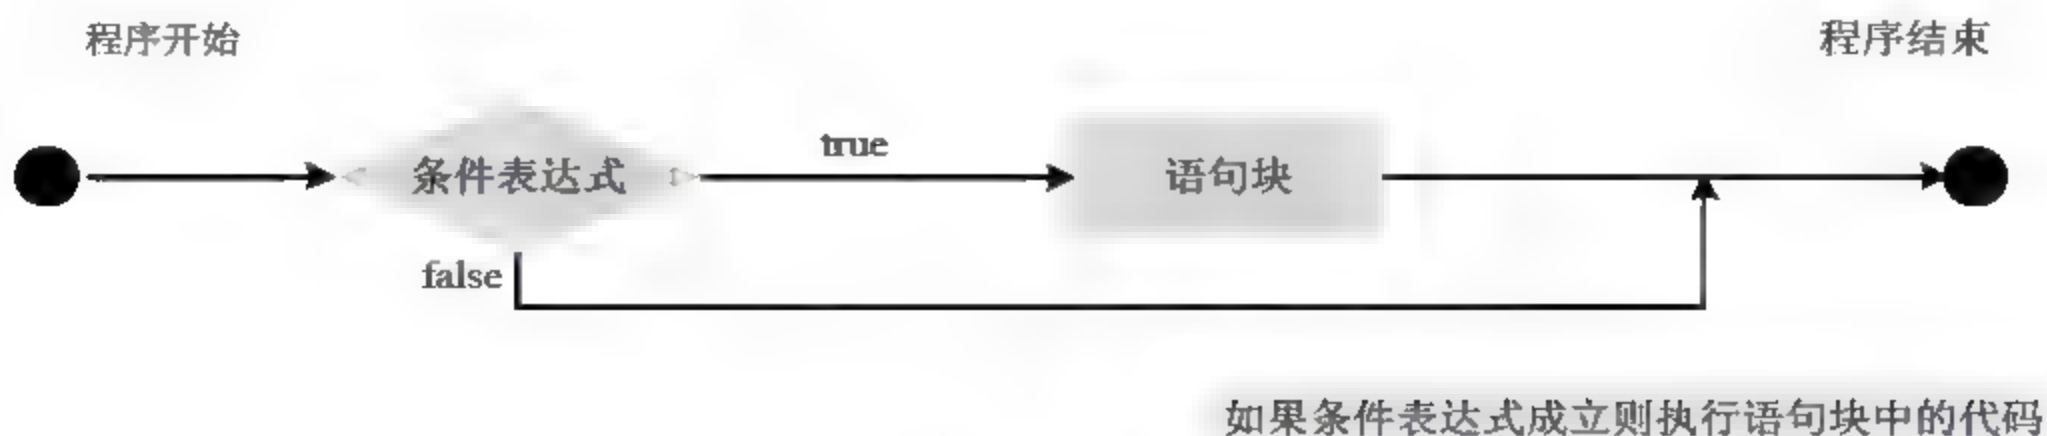 程序开始
程序结束
条件表达式
true
语句块
false
如果条件表达式成立则执行语句块中的代码